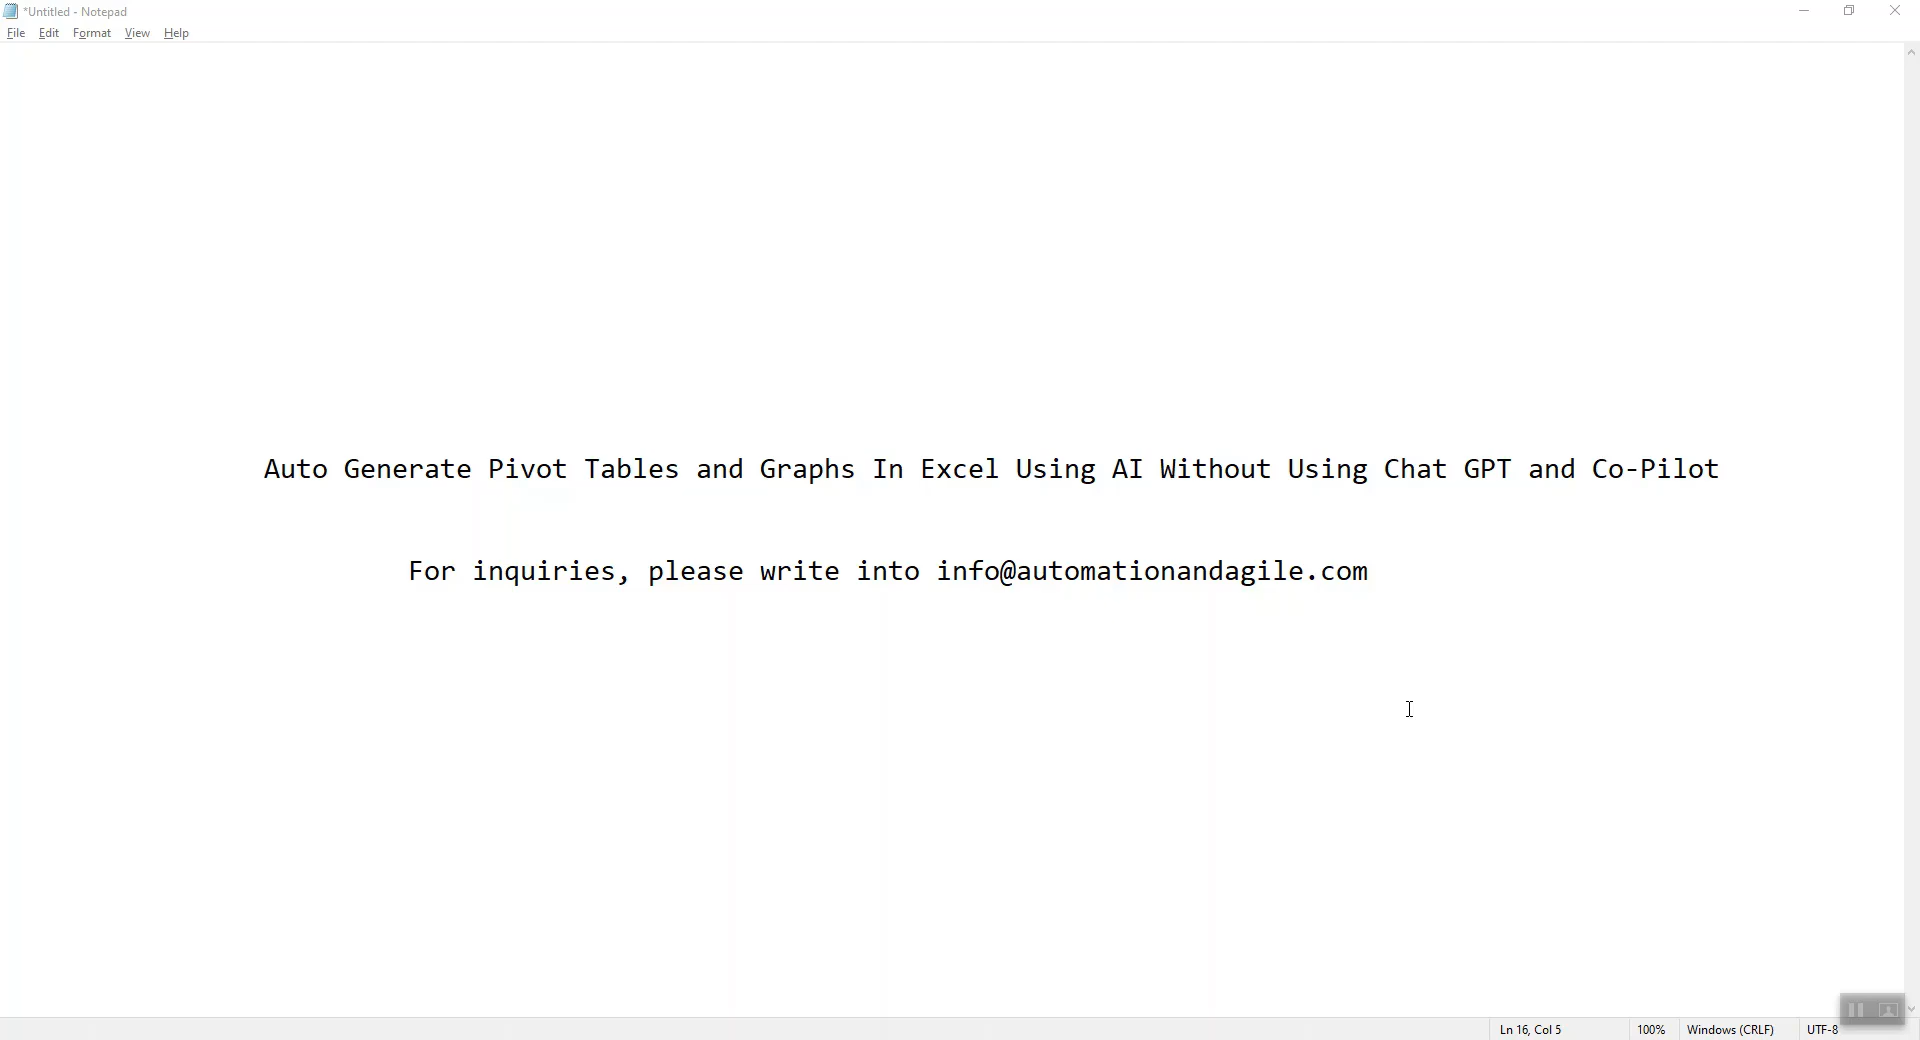 *Untitled - Notepad
File Edit Format View Help
Auto Generate Pivot Tables and Graphs In Excel Using AI Without Using Chat GPT and Co-Pilot
For inquiries, please write into info@automationandagile.com
Ln 16, Col 5 100% Windows (CRLF) UTF-8